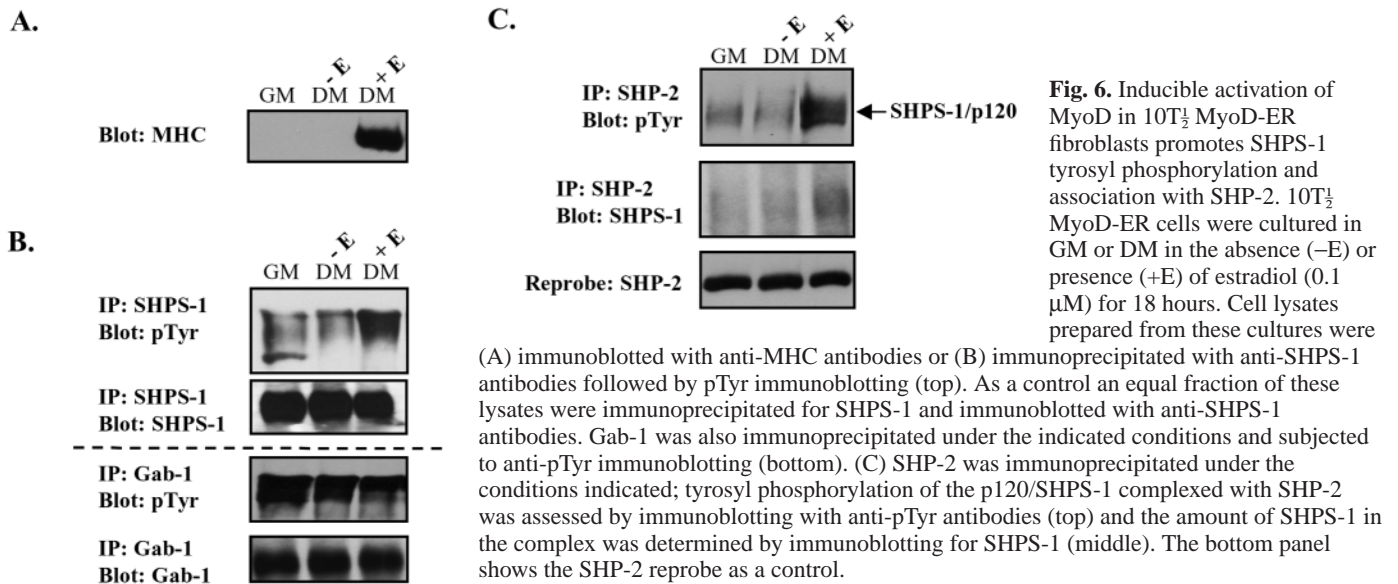 A.
- E
+ E
GM DM DM
Blot: MHC
B.
- E
+ E
GM DM DM
IP: SHPS-1
Blot: pTyr
IP: SHPS-1
Blot: SHPS-1
IP: Gab-1
Blot: pTyr
IP: Gab-1
Blot: Gab-1
C.
- E
+ E
GM DM DM
IP: SHP-2
Blot: pTyr
SHPS-1/p120
IP: SHP-2
Blot: SHPS-1
Reprobe: SHP-2
Fig. 6. Inducible activation of
MyoD in 10T½ MyoD-ER
fibroblasts promotes SHPS-1
tyrosyl phosphorylation and
association with SHP-2. 10T½
MyoD-ER cells were cultured in
GM or DM in the absence (−E) or
presence (+E) of estradiol (0.1
μM) for 18 hours. Cell lysates
prepared from these cultures were
(A) immunoblotted with anti-MHC antibodies or (B) immunoprecipitated with anti-SHPS-1
antibodies followed by pTyr immunoblotting (top). As a control an equal fraction of these
lysates were immunoprecipitated for SHPS-1 and immunoblotted with anti-SHPS-1
antibodies. Gab-1 was also immunoprecipitated under the indicated conditions and subjected
to anti-pTyr immunoblotting (bottom). (C) SHP-2 was immunoprecipitated under the
conditions indicated; tyrosyl phosphorylation of the p120/SHPS-1 complexed with SHP-2
was assessed by immunoblotting with anti-pTyr antibodies (top) and the amount of SHPS-1 in
the complex was determined by immunoblotting for SHPS-1 (middle). The bottom panel
shows the SHP-2 reprobe as a control.